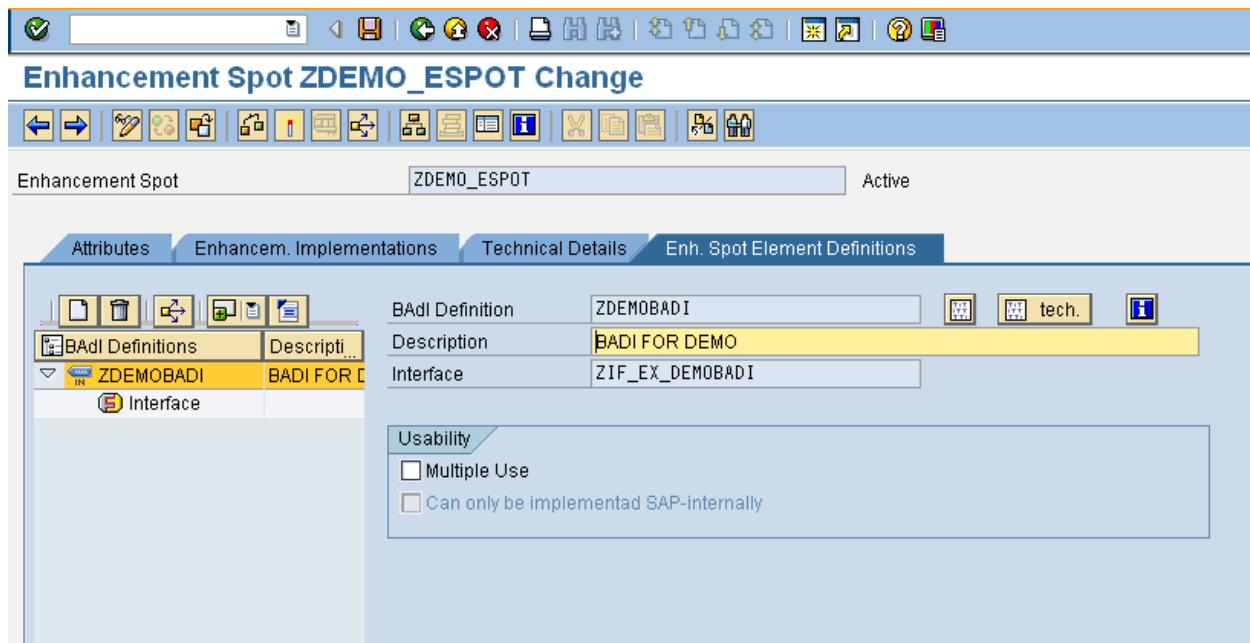 Enhancement Spot ZDEMO_ESPOT Change
Enhancement Spot ZDEMO_ESPOT Active
Attributes Enhancem. Implementations Technical Details Enh. Spot Element Definitions
BAdI Definition ZDEMOBADI tech.
BAdI Definitions Descripti...
Description BADI FOR DEMO
ZDEMOBADI BADI FOR D
Interface ZIF_EX_DEMOBADI
Interface
Usability
Multiple Use
Can only be implementad SAP-internally